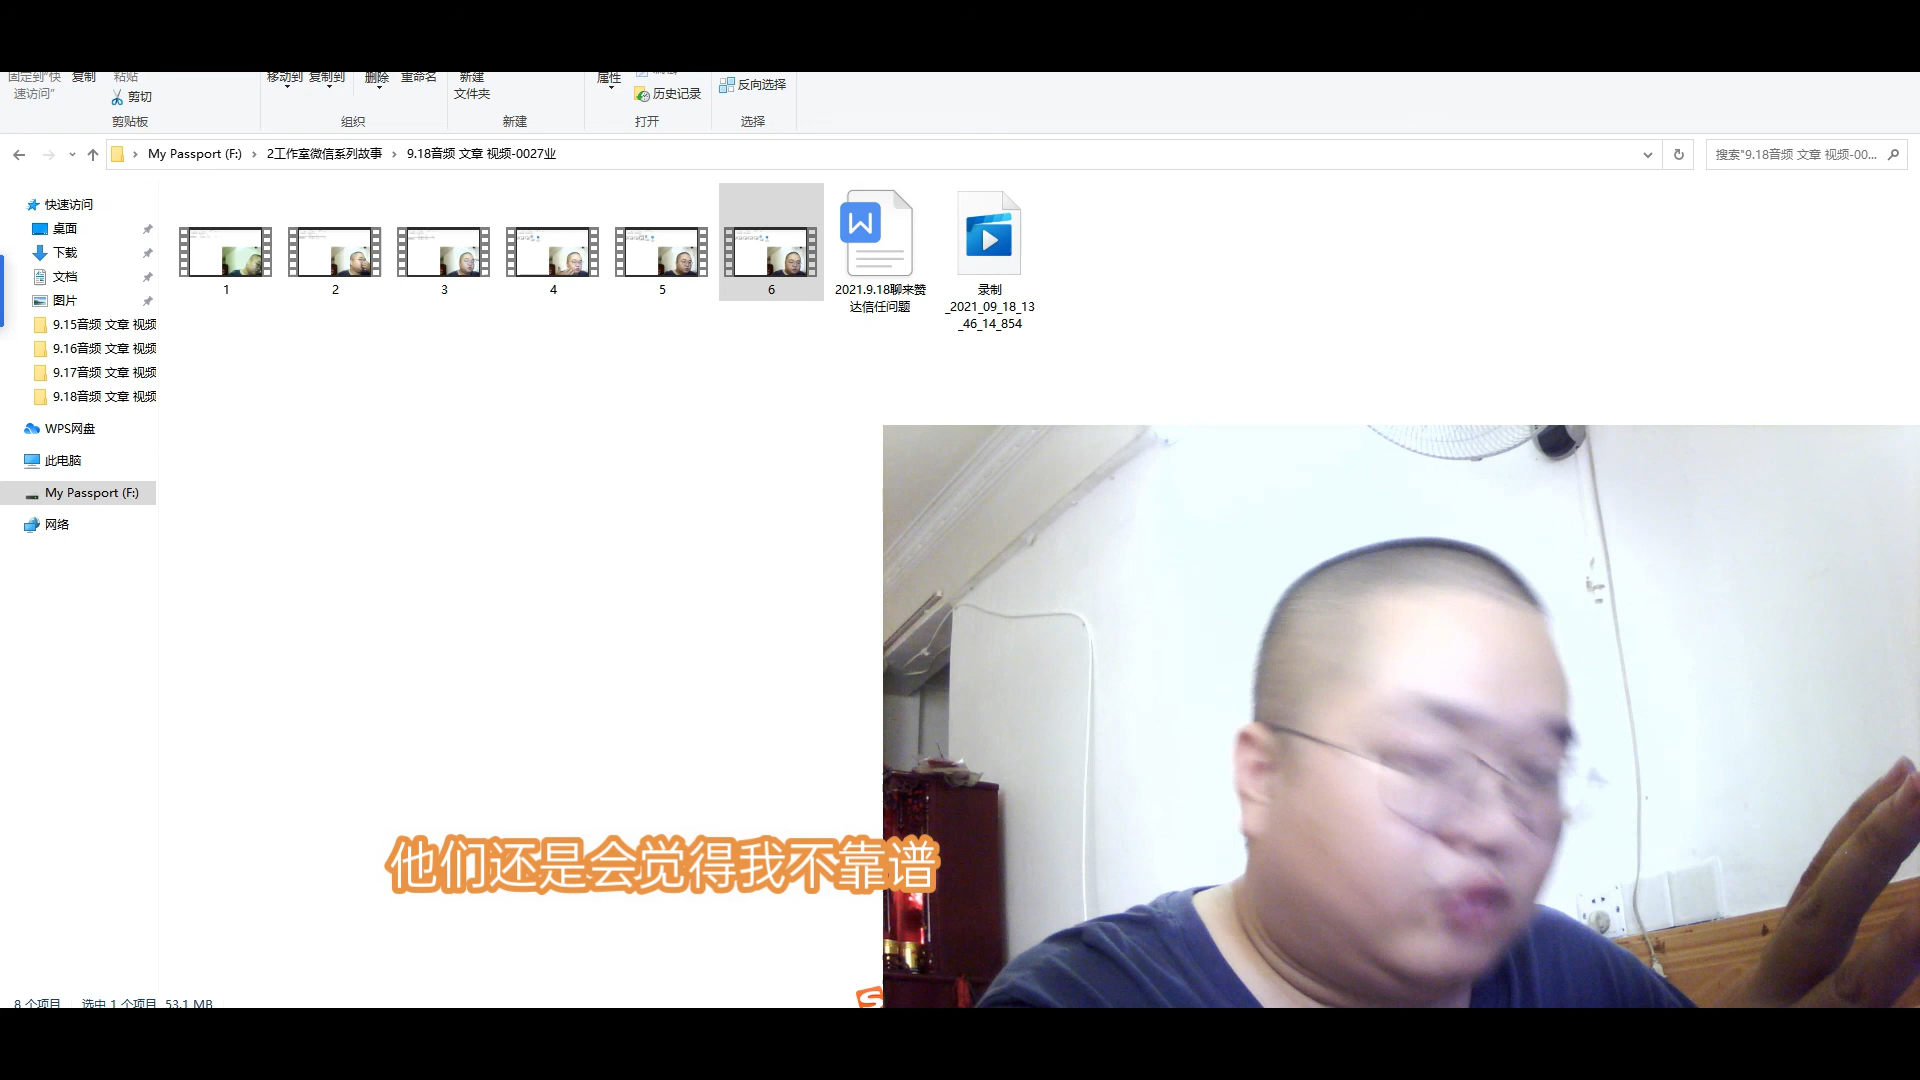 固定到"快
速访问"
复制
粘贴
剪切
剪贴板
移动到
复制到
删除
重命名
组织
新建
文件夹
新建
属性
历史记录
打开
反向选择
选择
My Passport (F:) › 2工作室微信系列故事 › 9.18音频 文章 视频-0027业
搜索"9.18音频 文章 视频-00...
快速访问
桌面
下载
文档
图片
9.15音频 文章 视频
9.16音频 文章 视频
9.17音频 文章 视频
9.18音频 文章 视频
WPS网盘
此电脑
My Passport (F:)
网络
1
2
3
4
5
6
W
2021.9.18聊来赞
达信任问题
录制
_2021_09_18_13
_46_14_854
他们还是会觉得我不靠谱
8 个项目
选中 1 个项目 53.1 MB